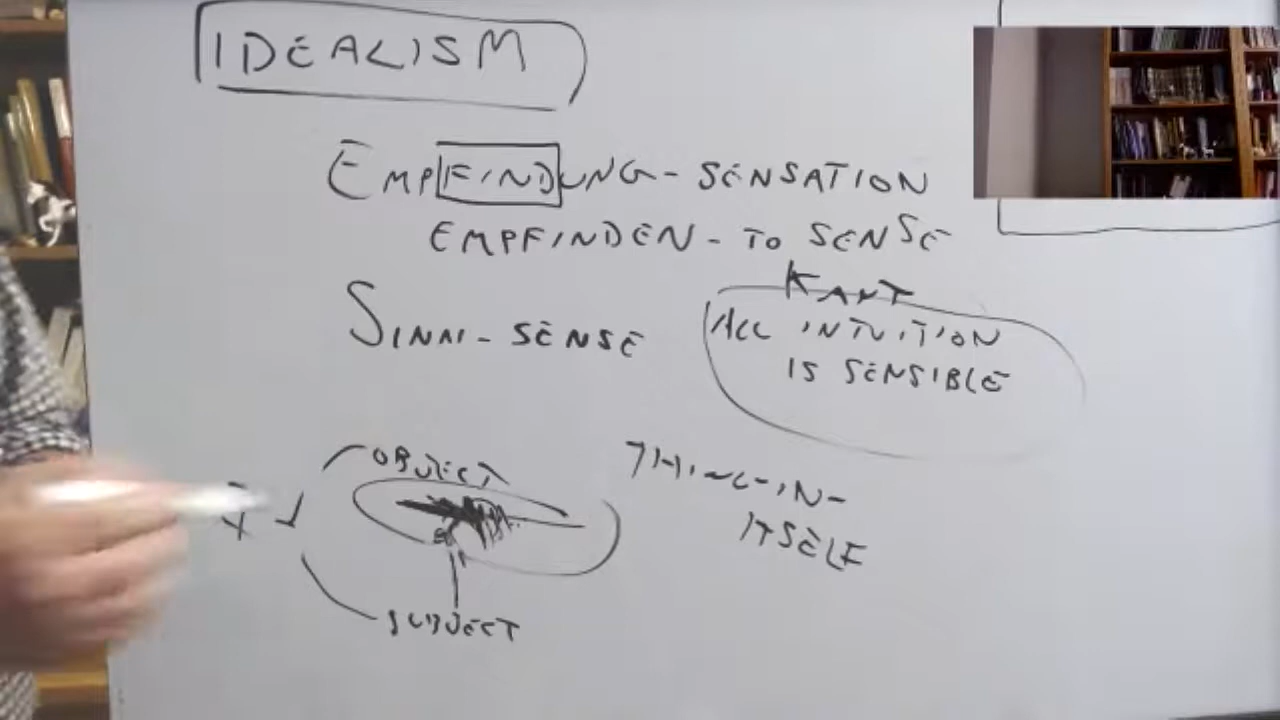 IDEALISM
EMPFINDUNG - SENSATION
EMPFINDEN - TO SENSE
KANT
SINN - SENSE
ALL INTUITION
IS SENSIBLE
OBJECT
THING-IN-
ITSELF
SUBJECT